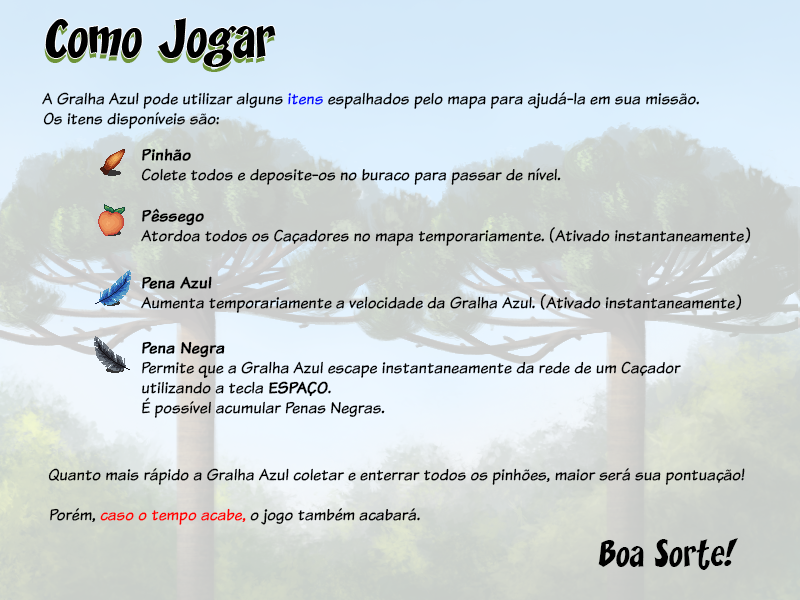 Como Jogar
A Gralha Azul pode utilizar alguns itens espalhados pelo mapa para ajudá-la em sua missão.
Os itens disponíveis são:
Pinhão
Colete todos e deposite-os no buraco para passar de nível.
Pêssego
Atordoa todos os Caçadores no mapa temporariamente. (Ativado instantaneamente)
Pena Azul
Aumenta temporariamente a velocidade da Gralha Azul. (Ativado instantaneamente)
Pena Negra
Permite que a Gralha Azul escape instantaneamente da rede de um Caçador
utilizando a tecla ESPAÇO.
É possível acumular Penas Negras.
Quanto mais rápido a Gralha Azul coletar e enterrar todos os pinhões, maior será sua pontuação!
Porém, caso o tempo acabe, o jogo também acabará.
Boa Sorte!